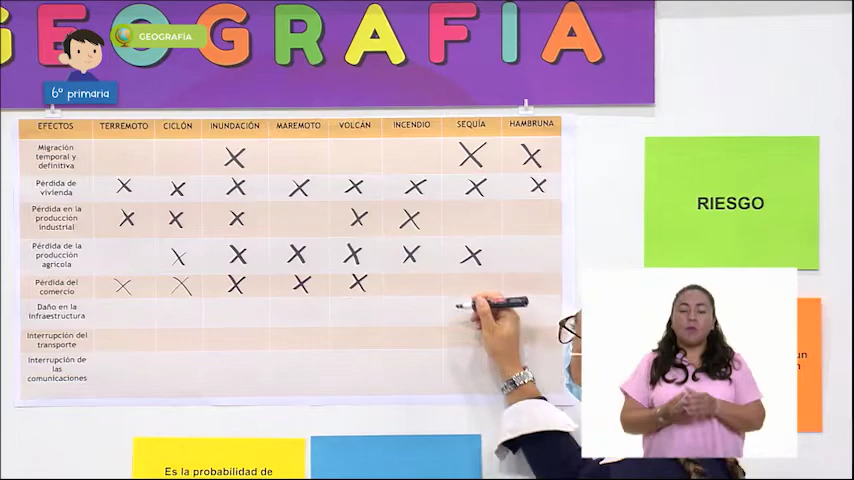 GEOGRAFÍA
GEOGRAFÍA
6° primaria
EFECTOS TERREMOTO CICLÓN INUNDACIÓN MAREMOTO VOLCÁN INCENDIO SEQUÍA HAMBRUNA
Migración
temporal y
definitiva X X X
Pérdida de
vivienda X X X X X X X X
Pérdida en la
producción
industrial X X X X X
Pérdida de la
producción
agrícola X X X X X X
Pérdida del
comercio X X X X X
Daño en la
infraestructura
Interrupción del
transporte
Interrupción de
las
comunicaciones
RIESGO
Es la probabilidad de